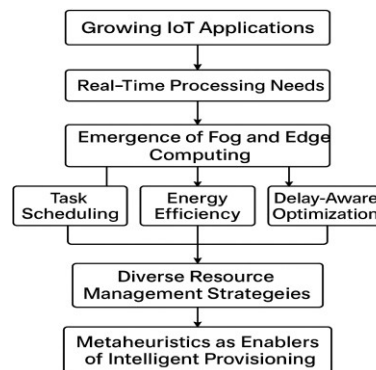 Growing IoT Applications
Real-Time Processing Needs
Emergence of Fog and Edge
Computing
Task
Scheduling
Energy
Efficiency
Delay-Aware
Optimization
Diverse Resource
Management Strategeies
Metaheuristics as Enablers
of Intelligent Provisioning